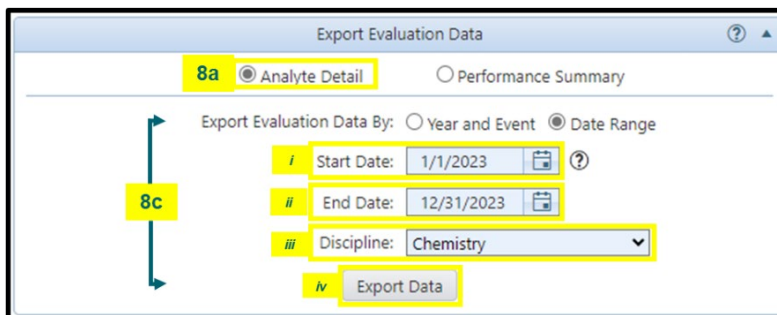 Export Evaluation Data ?
8a Analyte Detail Performance Summary
Export Evaluation Data By: Year and Event Date Range
i Start Date: 1/1/2023 ?
8c ii End Date: 12/31/2023
iii Discipline: Chemistry
iv Export Data